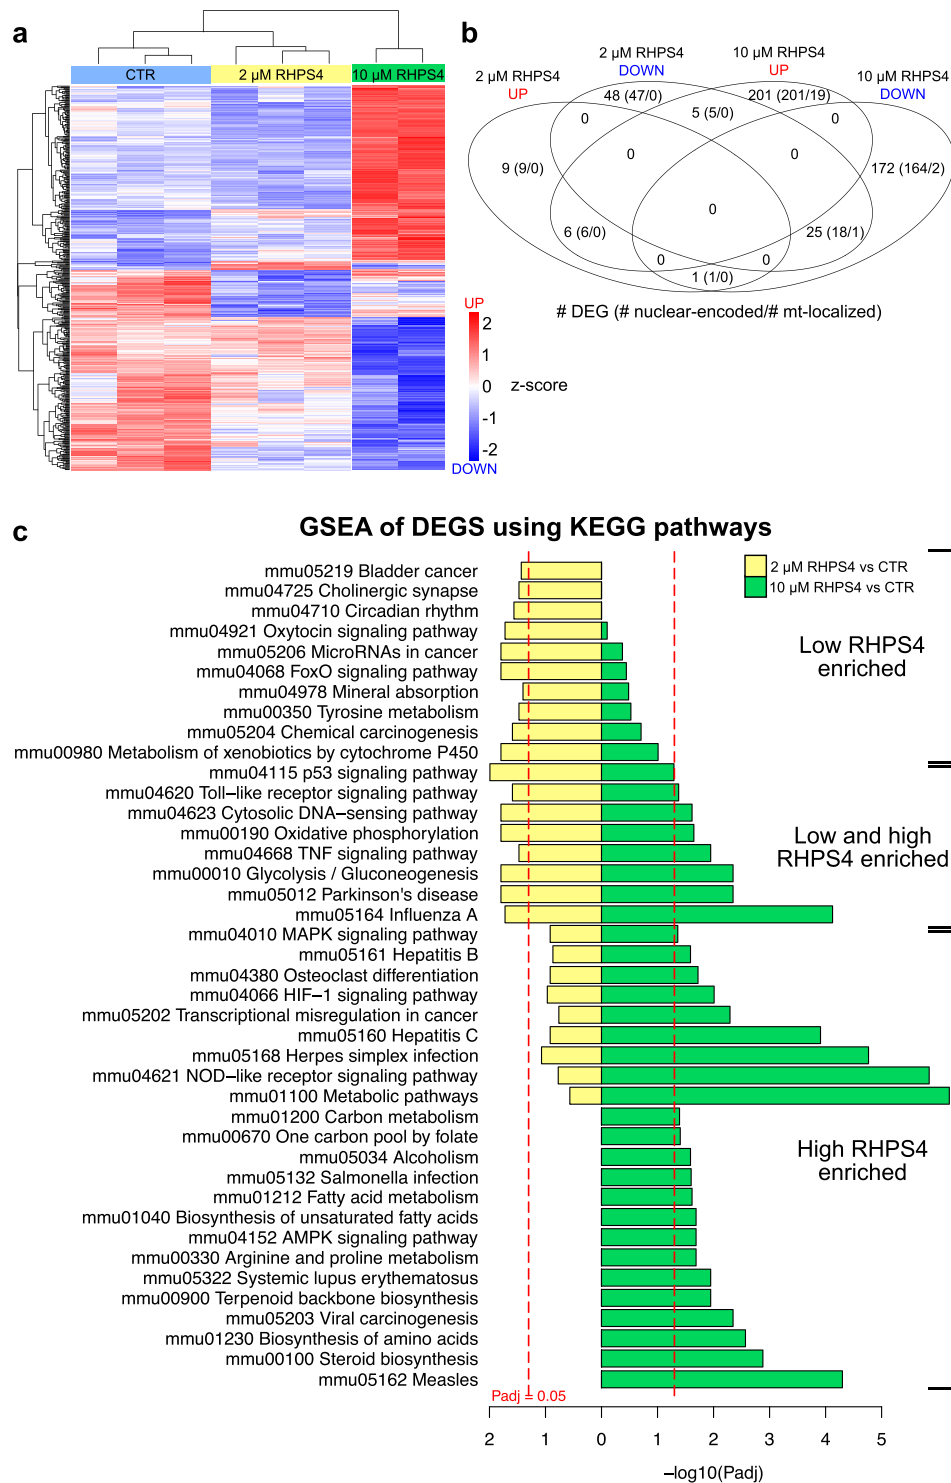 a
CTR
2 µM RHPS4
10 µM RHPS4
UP
2
1
0
-1
-2
DOWN
z-score
b
2 µM RHPS4
UP
2 µM RHPS4
DOWN
10 µM RHPS4
UP
10 µM RHPS4
DOWN
48 (47/0)
201 (201/19)
5 (5/0)
0
0
0
0
9 (9/0)
172 (164/2)
0
6 (6/0)
25 (18/1)
0
0
1 (1/0)
# DEG (# nuclear-encoded/# mt-localized)
c
GSEA of DEGS using KEGG pathways
2 µM RHPS4 vs CTR
10 µM RHPS4 vs CTR
mmu05219 Bladder cancer
mmu04725 Cholinergic synapse
mmu04710 Circadian rhythm
mmu04921 Oxytocin signaling pathway
mmu05206 MicroRNAs in cancer
mmu04068 FoxO signaling pathway
mmu04978 Mineral absorption
mmu00350 Tyrosine metabolism
mmu05204 Chemical carcinogenesis
mmu00980 Metabolism of xenobiotics by cytochrome P450
Low RHPS4
enriched
mmu04115 p53 signaling pathway
mmu04620 Toll−like receptor signaling pathway
mmu04623 Cytosolic DNA−sensing pathway
mmu00190 Oxidative phosphorylation
mmu04668 TNF signaling pathway
mmu00010 Glycolysis / Gluconeogenesis
mmu05012 Parkinson's disease
mmu05164 Influenza A
Low and high
RHPS4 enriched
mmu04010 MAPK signaling pathway
mmu05161 Hepatitis B
mmu04380 Osteoclast differentiation
mmu04066 HIF−1 signaling pathway
mmu05202 Transcriptional misregulation in cancer
mmu05160 Hepatitis C
mmu05168 Herpes simplex infection
mmu04621 NOD−like receptor signaling pathway
mmu01100 Metabolic pathways
mmu01200 Carbon metabolism
mmu00670 One carbon pool by folate
mmu05034 Alcoholism
mmu05132 Salmonella infection
mmu01212 Fatty acid metabolism
mmu01040 Biosynthesis of unsaturated fatty acids
mmu04152 AMPK signaling pathway
mmu00330 Arginine and proline metabolism
mmu05322 Systemic lupus erythematosus
mmu00900 Terpenoid backbone biosynthesis
mmu05203 Viral carcinogenesis
mmu01230 Biosynthesis of amino acids
mmu00100 Steroid biosynthesis
mmu05162 Measles
High RHPS4
enriched
Padj = 0.05
2 1 0 1 2 3 4 5
−log10(Padj)